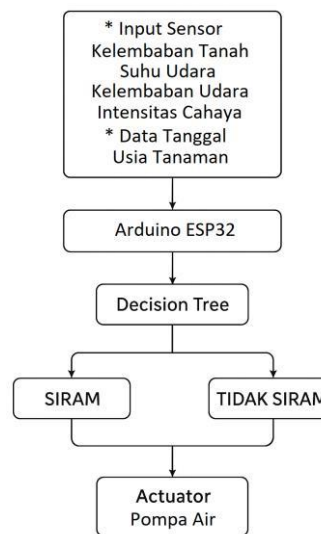 * Input Sensor
Kelembaban Tanah
Suhu Udara
Kelembaban Udara
Intensitas Cahaya
* Data Tanggal
Usia Tanaman
Arduino ESP32
Decision Tree
SIRAM
TIDAK SIRAM
Actuator
Pompa Air